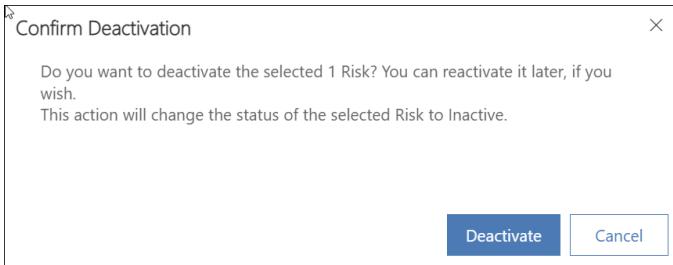 Confirm Deactivation
Do you want to deactivate the selected 1 Risk? You can reactivate it later, if you
wish.
This action will change the status of the selected Risk to Inactive.
Deactivate
Cancel